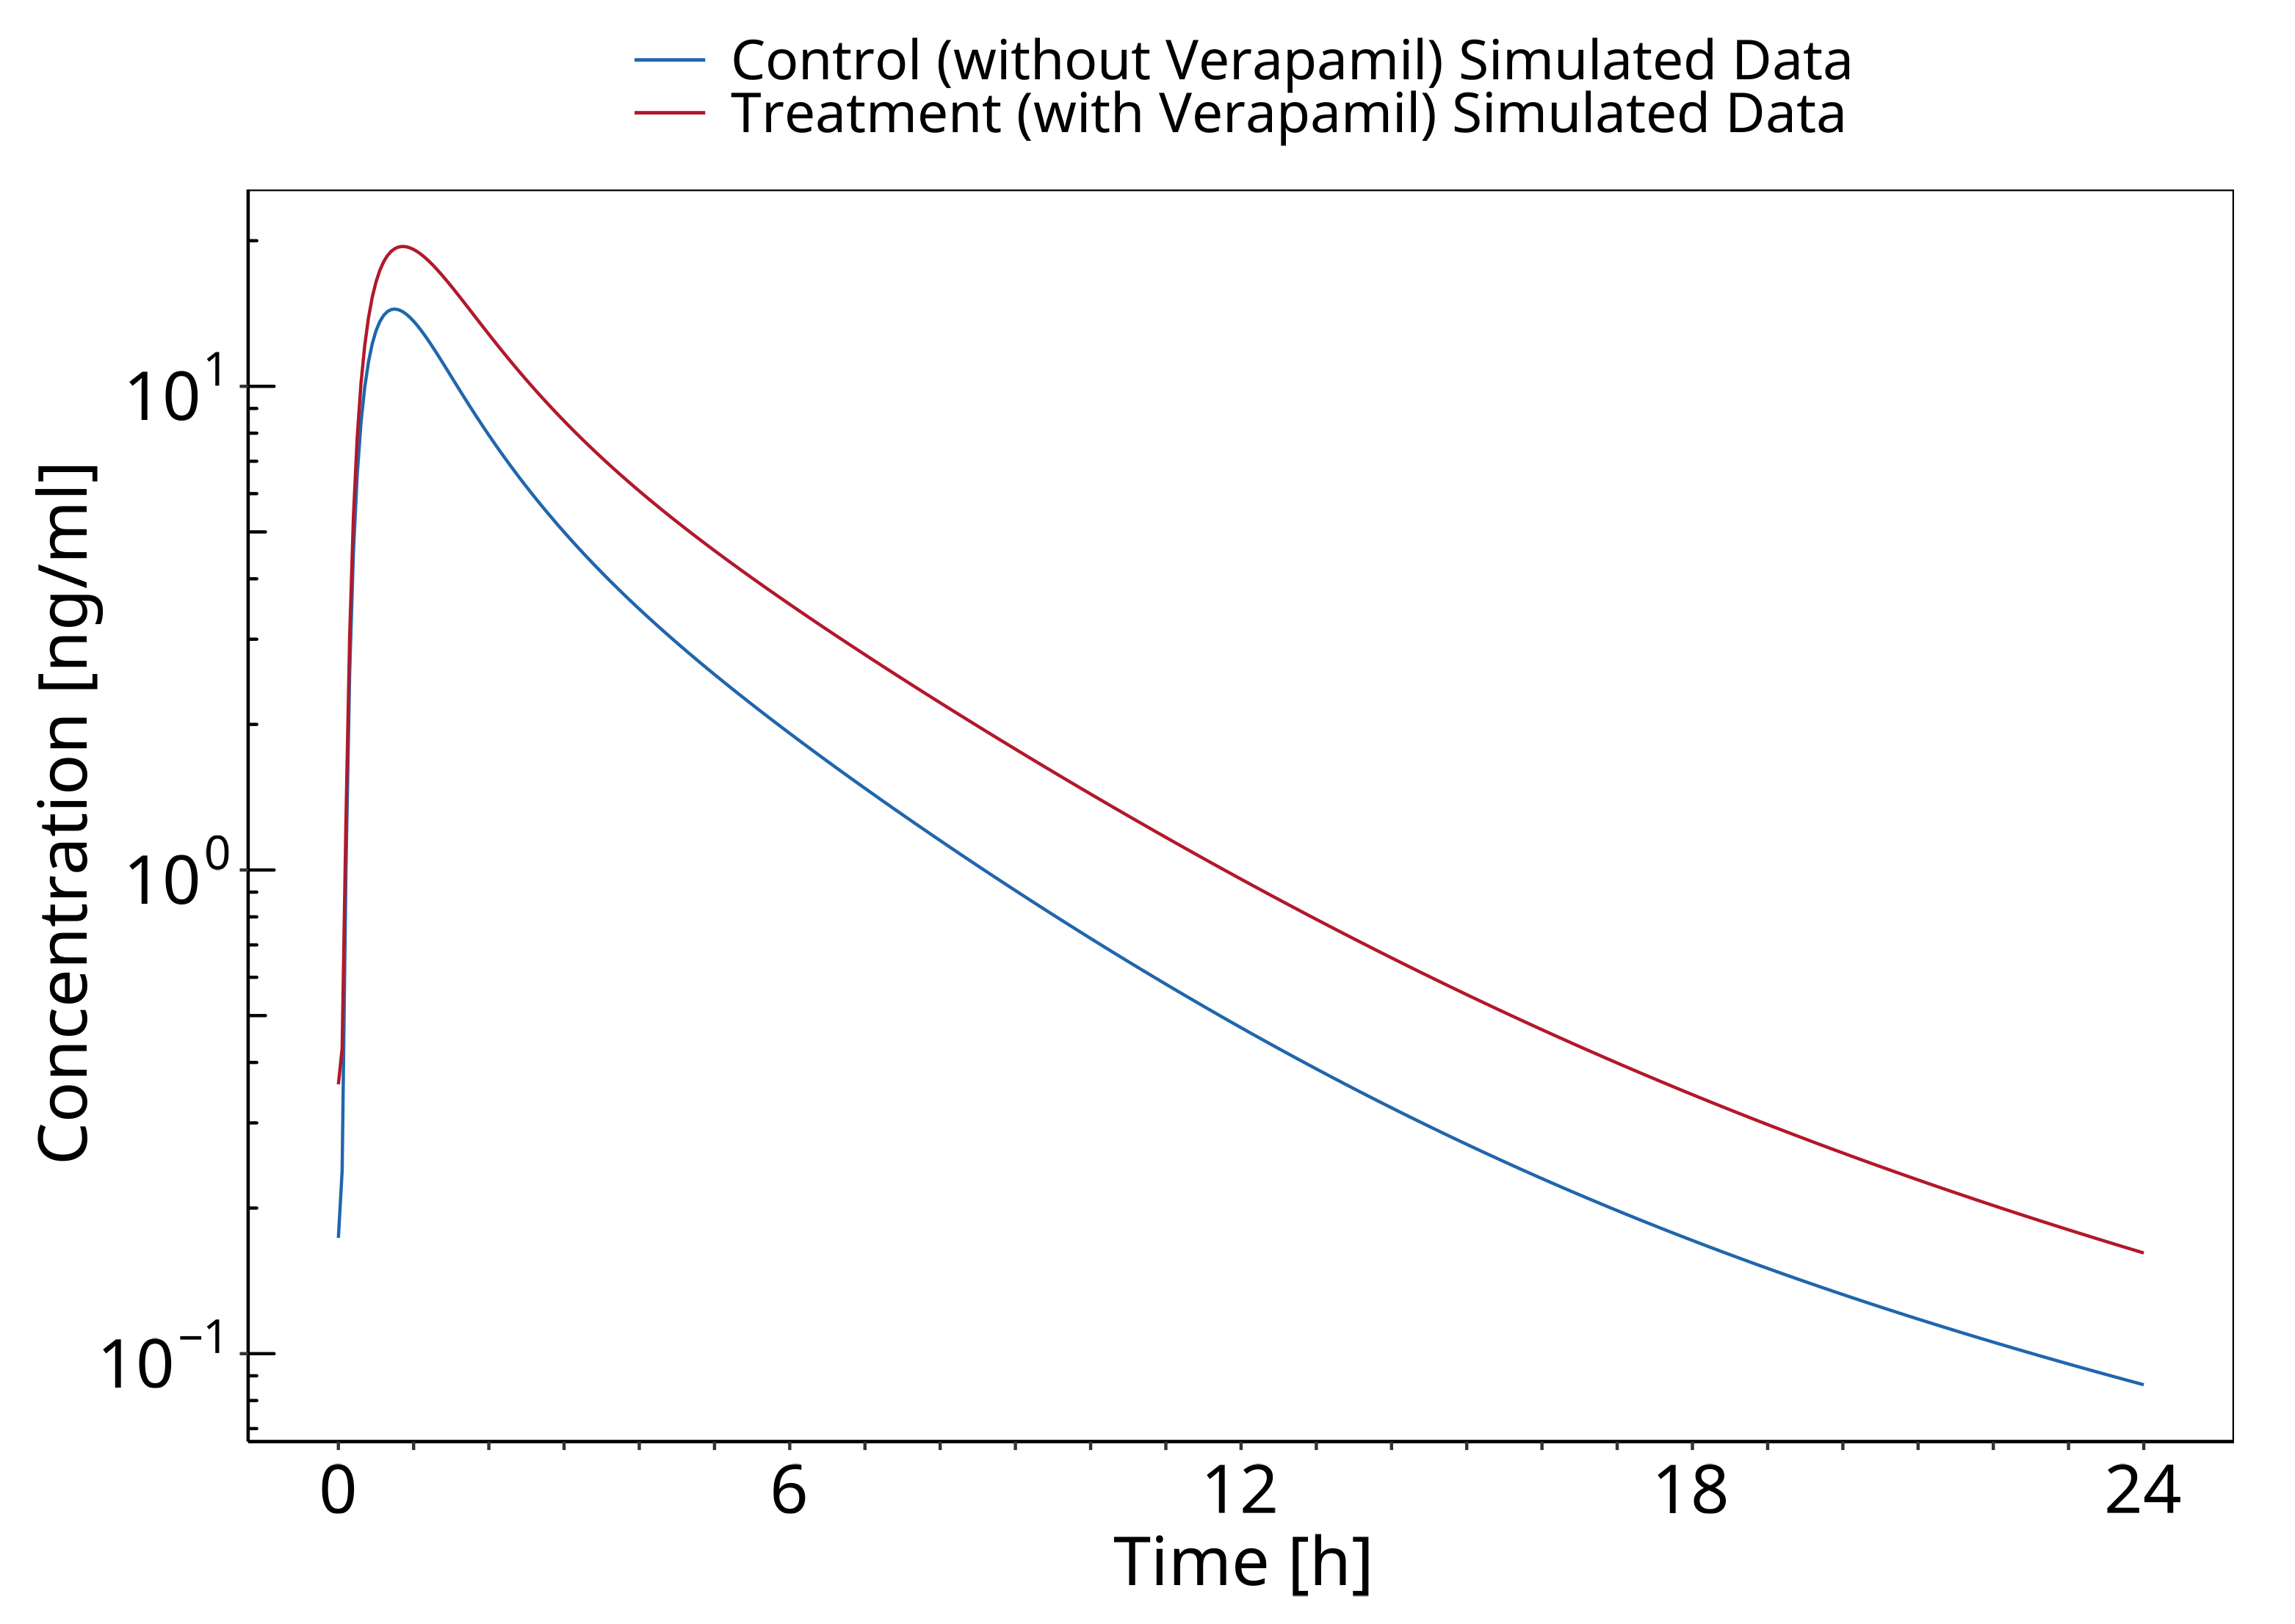 Control (without Verapamil) Simulated Data
Treatment (with Verapamil) Simulated Data
Concentration [ng/ml]
10¹
10⁰
10⁻¹
0 6 12 18 24
Time [h]